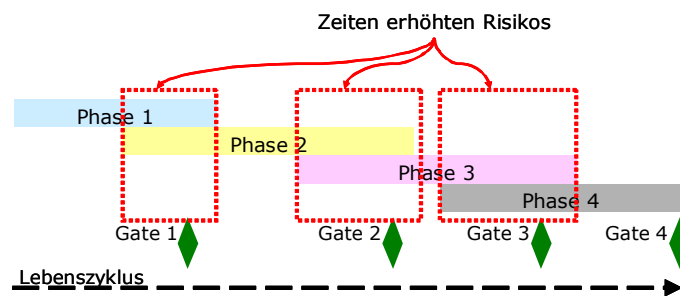 Zeiten erhöhten Risikos
Phase 1
Phase 2
Phase 3
Phase 4
Gate 1
Gate 2
Gate 3
Gate 4
Lebenszyklus